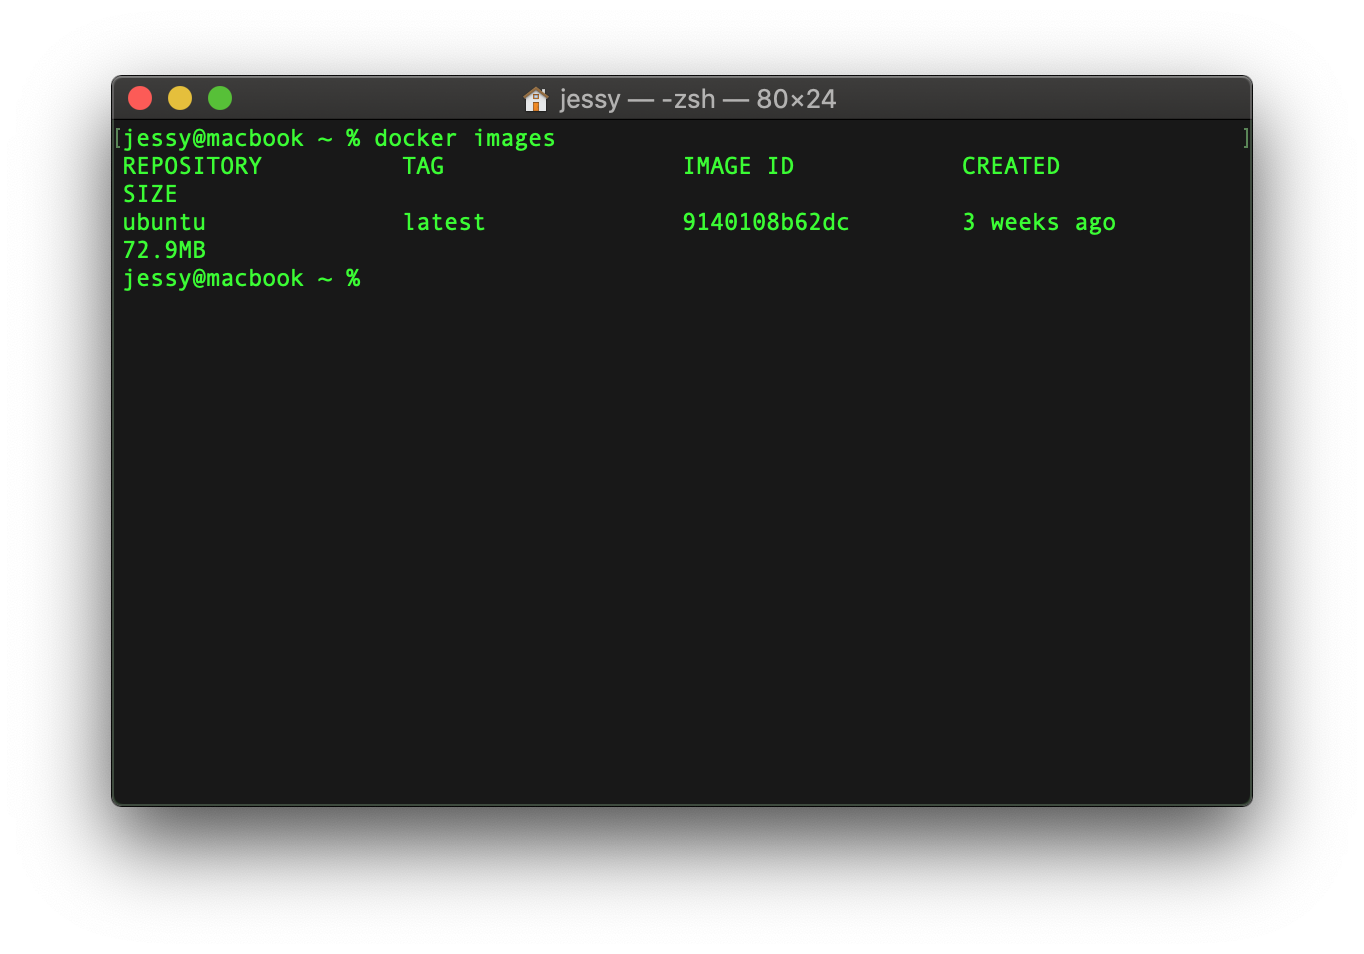 jessy — -zsh — 80×24
[jessy@macbook ~ % docker images ]
REPOSITORY TAG IMAGE ID CREATED
SIZE
ubuntu latest 9140108b62dc 3 weeks ago
72.9MB
jessy@macbook ~ %